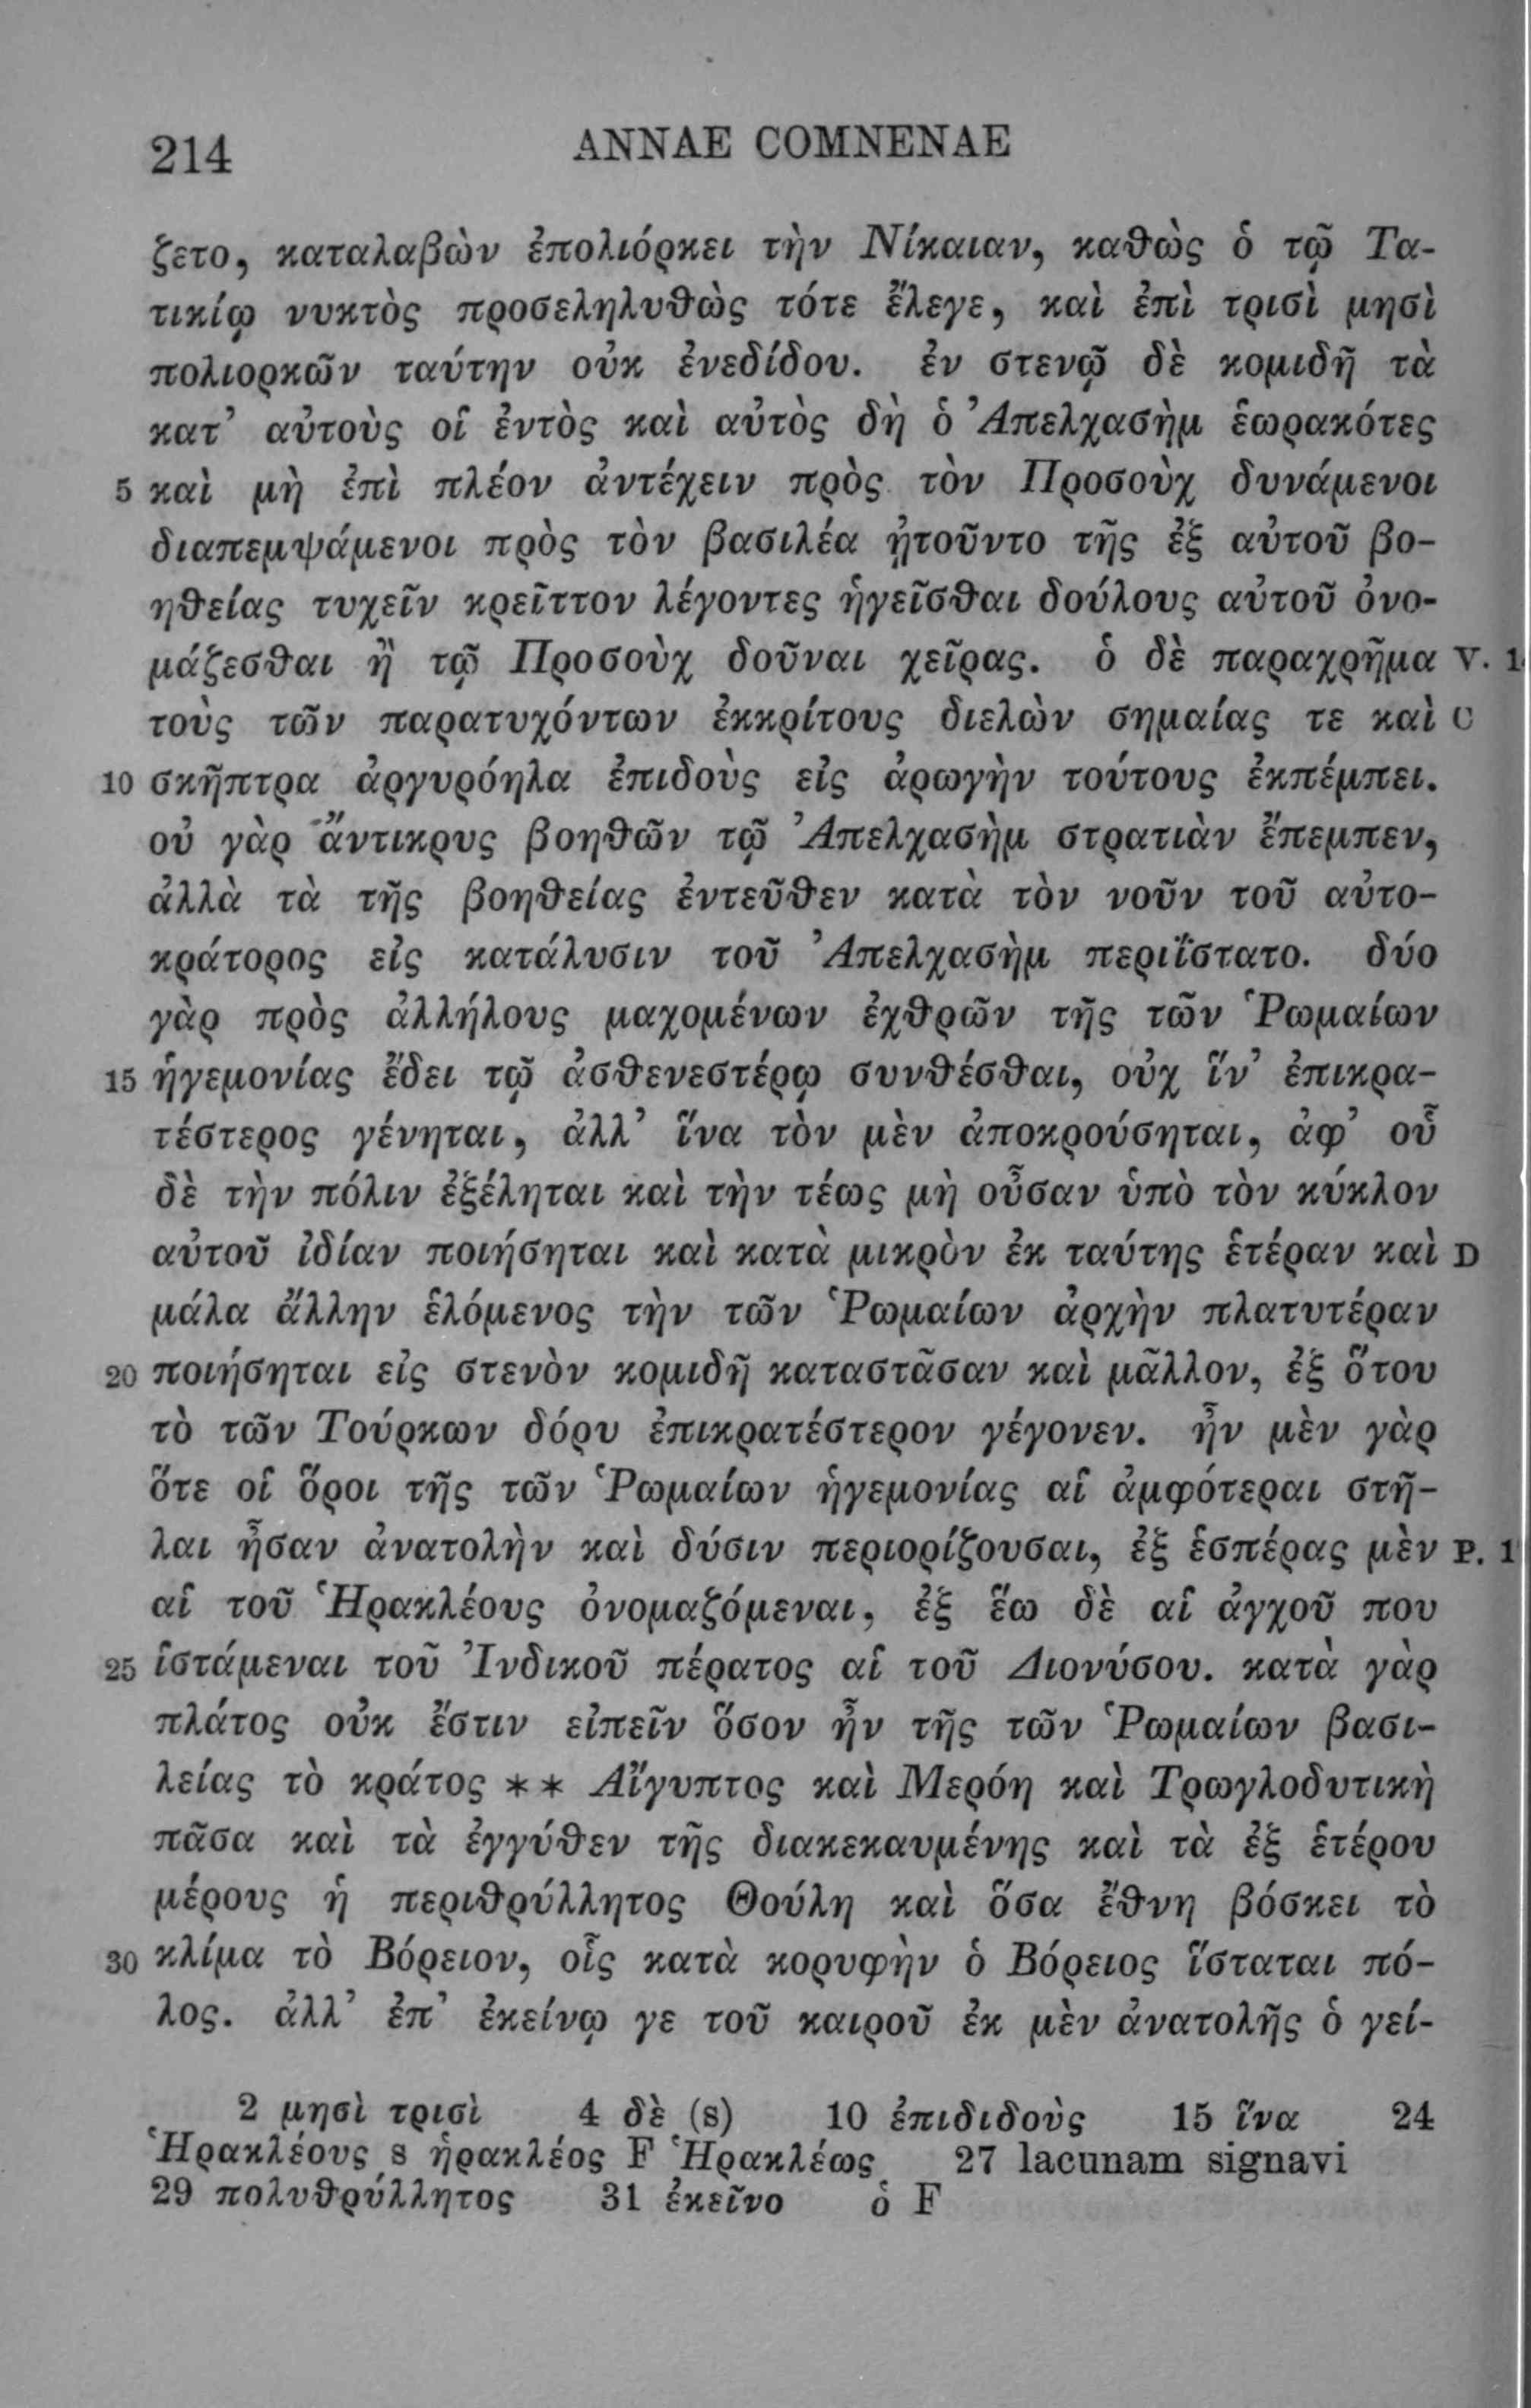 214 ANNAE COMNENAE
ζετο, καταλαβὼν ἐπολιόρκει τὴν Νίκαιαν, καθὼς ὁ τῷ Τα-
τικίῳ νυκτὸς προσεληλυθὼς τότε ἔλεγε, καὶ ἐπὶ τρισὶ μησὶ
πολιορκῶν ταύτην οὐκ ἐνεδίδου. ἐν στενῷ δὲ κομιδῇ τὰ
κατ’ αὐτοὺς οἱ ἐντὸς καὶ αὐτὸς δὴ ὁ Ἀπελχασὴμ ἑωρακότες
5 καὶ μὴ ἐπὶ πλέον ἀντέχειν πρὸς τὸν Προσοὺχ δυνάμενοι
διαπεμψάμενοι πρὸς τὸν βασιλέα ᾐτοῦντο τῆς ἐξ αὐτοῦ βο-
ηθείας τυχεῖν κρεῖττον λέγοντες ἡγεῖσθαι δούλους αὐτοῦ ὀνο-
μάζεσθαι ἢ τῷ Προσοὺχ δοῦναι χεῖρας. ὁ δὲ παραχρῆμα V. 1
τοὺς τῶν παρατυχόντων ἐκκρίτους διελὼν σημαίας τε καὶ C
10 σκῆπτρα ἀργυρόηλα ἐπιδοὺς εἰς ἀρωγὴν τούτους ἐκπέμπει.
οὐ γὰρ ἄντικρυς βοηθῶν τῷ Ἀπελχασὴμ στρατιὰν ἔπεμπεν,
ἀλλὰ τὰ τῆς βοηθείας ἐντεῦθεν κατὰ τὸν νοῦν τοῦ αὐτο-
κράτορος εἰς κατάλυσιν τοῦ Ἀπελχασὴμ περιΐστατο. δύο
γὰρ πρὸς ἀλλήλους μαχομένων ἐχθρῶν τῆς τῶν Ῥωμαίων
15 ἡγεμονίας ἔδει τῷ ἀσθενεστέρῳ συνθέσθαι, οὐχ ἵν’ ἐπικρα-
τέστερος γένηται, ἀλλ’ ἵνα τὸν μὲν ἀποκρούσηται, ἀφ’ οὗ
δὲ τὴν πόλιν ἐξέληται καὶ τὴν τέως μὴ οὖσαν ὑπὸ τὸν κύκλον
αὐτοῦ ἰδίαν ποιήσηται καὶ κατὰ μικρὸν ἐκ ταύτης ἑτέραν καὶ D
μάλα ἄλλην ἑλόμενος τὴν τῶν Ῥωμαίων ἀρχὴν πλατυτέραν
20 ποιήσηται εἰς στενὸν κομιδῇ καταστᾶσαν καὶ μᾶλλον, ἐξ ὅτου
τὸ τῶν Τούρκων δόρυ ἐπικρατέστερον γέγονεν. ἦν μὲν γὰρ
ὅτε οἱ ὅροι τῆς τῶν Ῥωμαίων ἡγεμονίας αἱ ἀμφότεραι στῆ-
λαι ἦσαν ἀνατολὴν καὶ δύσιν περιορίζουσαι, ἐξ ἑσπέρας μὲν P. 1
αἱ τοῦ Ἡρακλέους ὀνομαζόμεναι, ἐξ ἕω δὲ αἱ ἀγχοῦ που
25 ἱστάμεναι τοῦ Ἰνδικοῦ πέρατος αἱ τοῦ Διονύσου. κατὰ γὰρ
πλάτος οὐκ ἔστιν εἰπεῖν ὅσον ἦν τῆς τῶν Ῥωμαίων βασι-
λείας τὸ κράτος ** Αἴγυπτος καὶ Μερόη καὶ Τρωγλοδυτικὴ
πᾶσα καὶ τὰ ἐγγύθεν τῆς διακεκαυμένης καὶ τὰ ἐξ ἑτέρου
μέρους ἡ περιθρύλλητος Θούλη καὶ ὅσα ἔθνη βόσκει τὸ
30 κλίμα τὸ Βόρειον, οἷς κατὰ κορυφὴν ὁ Βόρειος ἵσταται πό-
λος. ἀλλ’ ἐπ’ ἐκείνῳ γε τοῦ καιροῦ ἐκ μὲν ἀνατολῆς ὁ γεί-
2 μησὶ τρισὶ 4 δὲ (s) 10 ἐπιδιδοὺς 15 ἵνα 24
Ἡρακλέους s ἡρακλέος F Ἡρακλέως 27 lacunam signavi
29 πολυθρύλλητος 31 ἐκεῖνο ὁ F